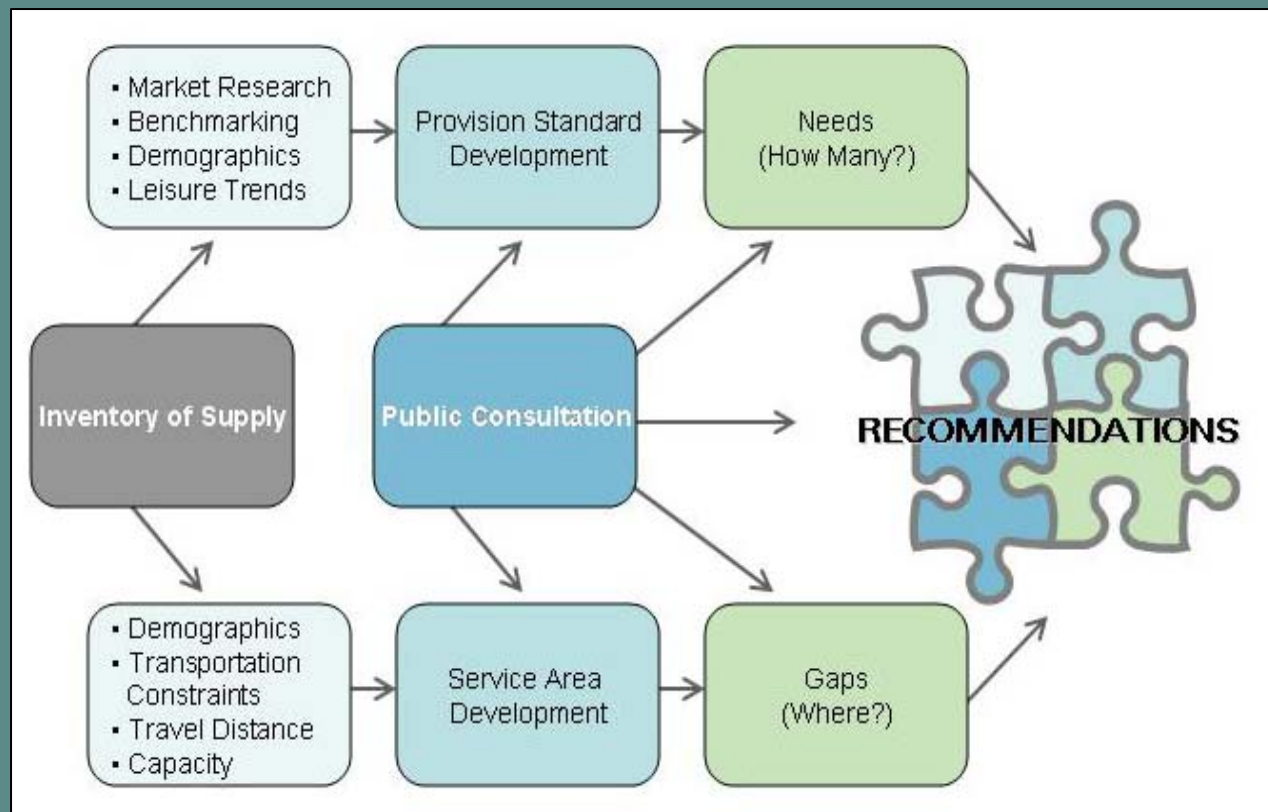 ▪ Market Research
▪ Benchmarking
▪ Demographics
▪ Leisure Trends
Provision Standard
Development
Needs
(How Many?)
Inventory of Supply
Public Consultation
RECOMMENDATIONS
▪ Demographics
▪ Transportation
Constraints
▪ Travel Distance
▪ Capacity
Service Area
Development
Gaps
(Where?)